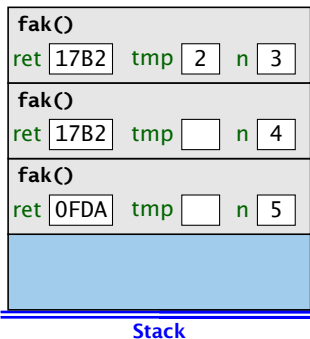 fak()
ret 17B2 tmp 2 n 3
fak()
ret 17B2 tmp n 4
fak()
ret 0FDA tmp n 5
Stack